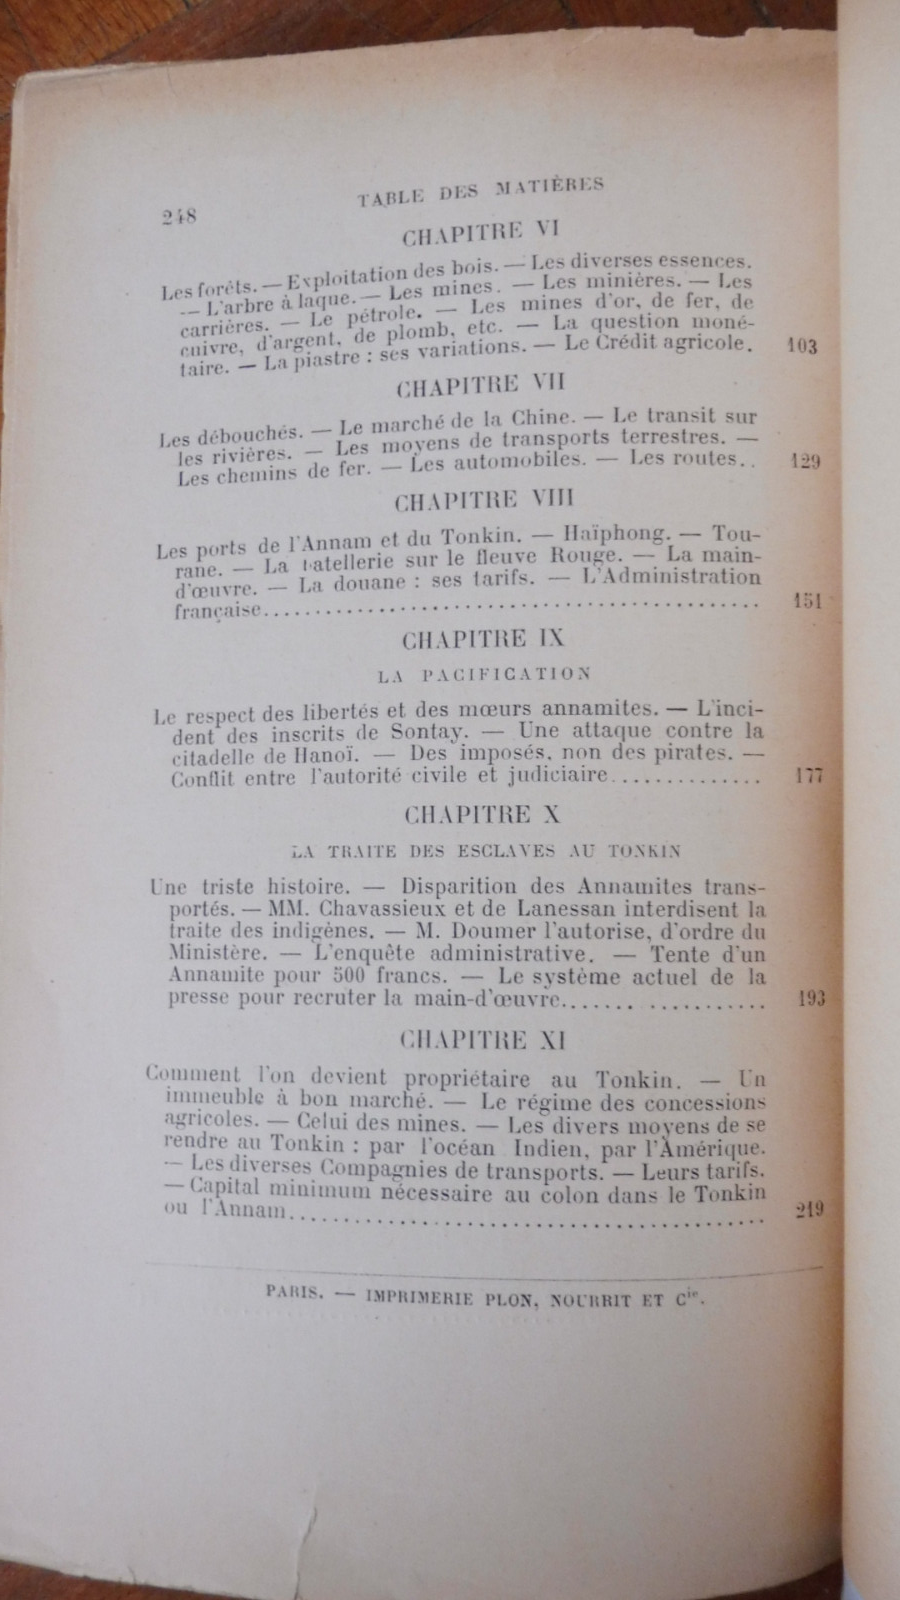 248
TABLE DES MATIÈRES
CHAPITRE VI
Les forêts. — Exploitation des bois. — Les diverses essences.
— L'arbre à laque. — Les mines. — Les minières. — Les
carrières. — Le pétrole. — Les mines d'or, de fer, de
cuivre, d'argent, de plomb, etc. — La question moné-
taire. — La piastre : ses variations. — Le Crédit agricole. 103
CHAPITRE VII
Les débouchés. — Le marché de la Chine. — Le transit sur
les rivières. — Les moyens de transports terrestres. —
Les chemins de fer. — Les automobiles. — Les routes.. 129
CHAPITRE VIII
Les ports de l'Annam et du Tonkin. — Haïphong. — Tou-
rane. — La batellerie sur le fleuve Rouge. — La main-
d'œuvre. — La douane : ses tarifs. — L'Administration
française............................................. 151
CHAPITRE IX
LA PACIFICATION
Le respect des libertés et des mœurs annamites. — L'inci-
dent des inscrits de Sontay. — Une attaque contre la
citadelle de Hanoï. — Des imposés, non des pirates. —
Conflit entre l'autorité civile et judiciaire.............. 177
CHAPITRE X
LA TRAITE DES ESCLAVES AU TONKIN
Une triste histoire. — Disparition des Annamites trans-
portés. — MM. Chavassieux et de Lanessan interdisent la
traite des indigènes. — M. Doumer l'autorise, d'ordre du
Ministère. — L'enquête administrative. — Tente d'un
Annamite pour 500 francs. — Le système actuel de la
presse pour recruter la main-d'œuvre....... ........... 193
CHAPITRE XI
Comment l'on devient propriétaire au Tonkin. — Un
immeuble à bon marché. — Le régime des concessions
agricoles. — Celui des mines. — Les divers moyens de se
rendre au Tonkin : par l'océan Indien, par l'Amérique.
— Les diverses Compagnies de transports. — Leurs tarifs.
— Capital minimum nécessaire au colon dans le Tonkin
ou l'Annam........................................... 219
PARIS. — IMPRIMERIE PLON, NOURRIT ET Cie.